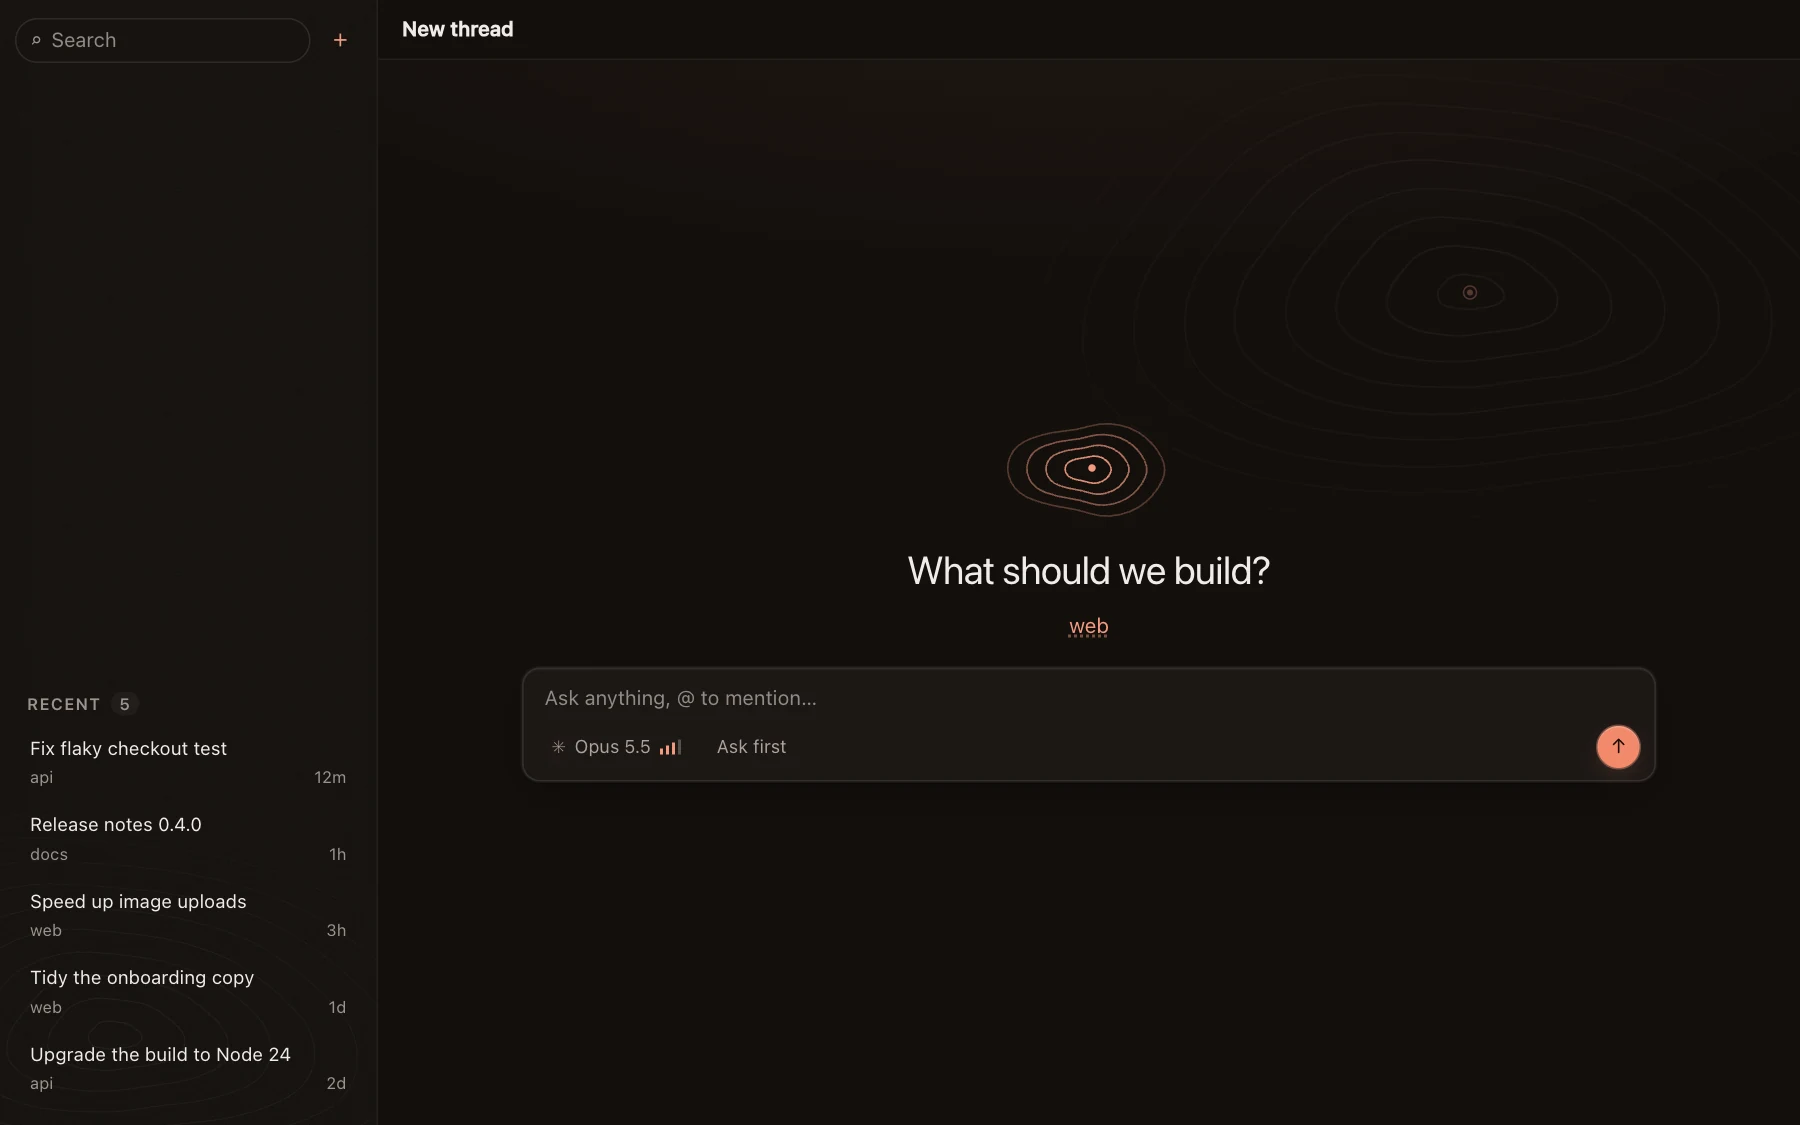 Search
+
New thread
What should we build?
web
Ask anything, @ to mention...
Opus 5.5
Ask first
RECENT 5
Fix flaky checkout test
api 12m
Release notes 0.4.0
docs 1h
Speed up image uploads
web 3h
Tidy the onboarding copy
web 1d
Upgrade the build to Node 24
api 2d